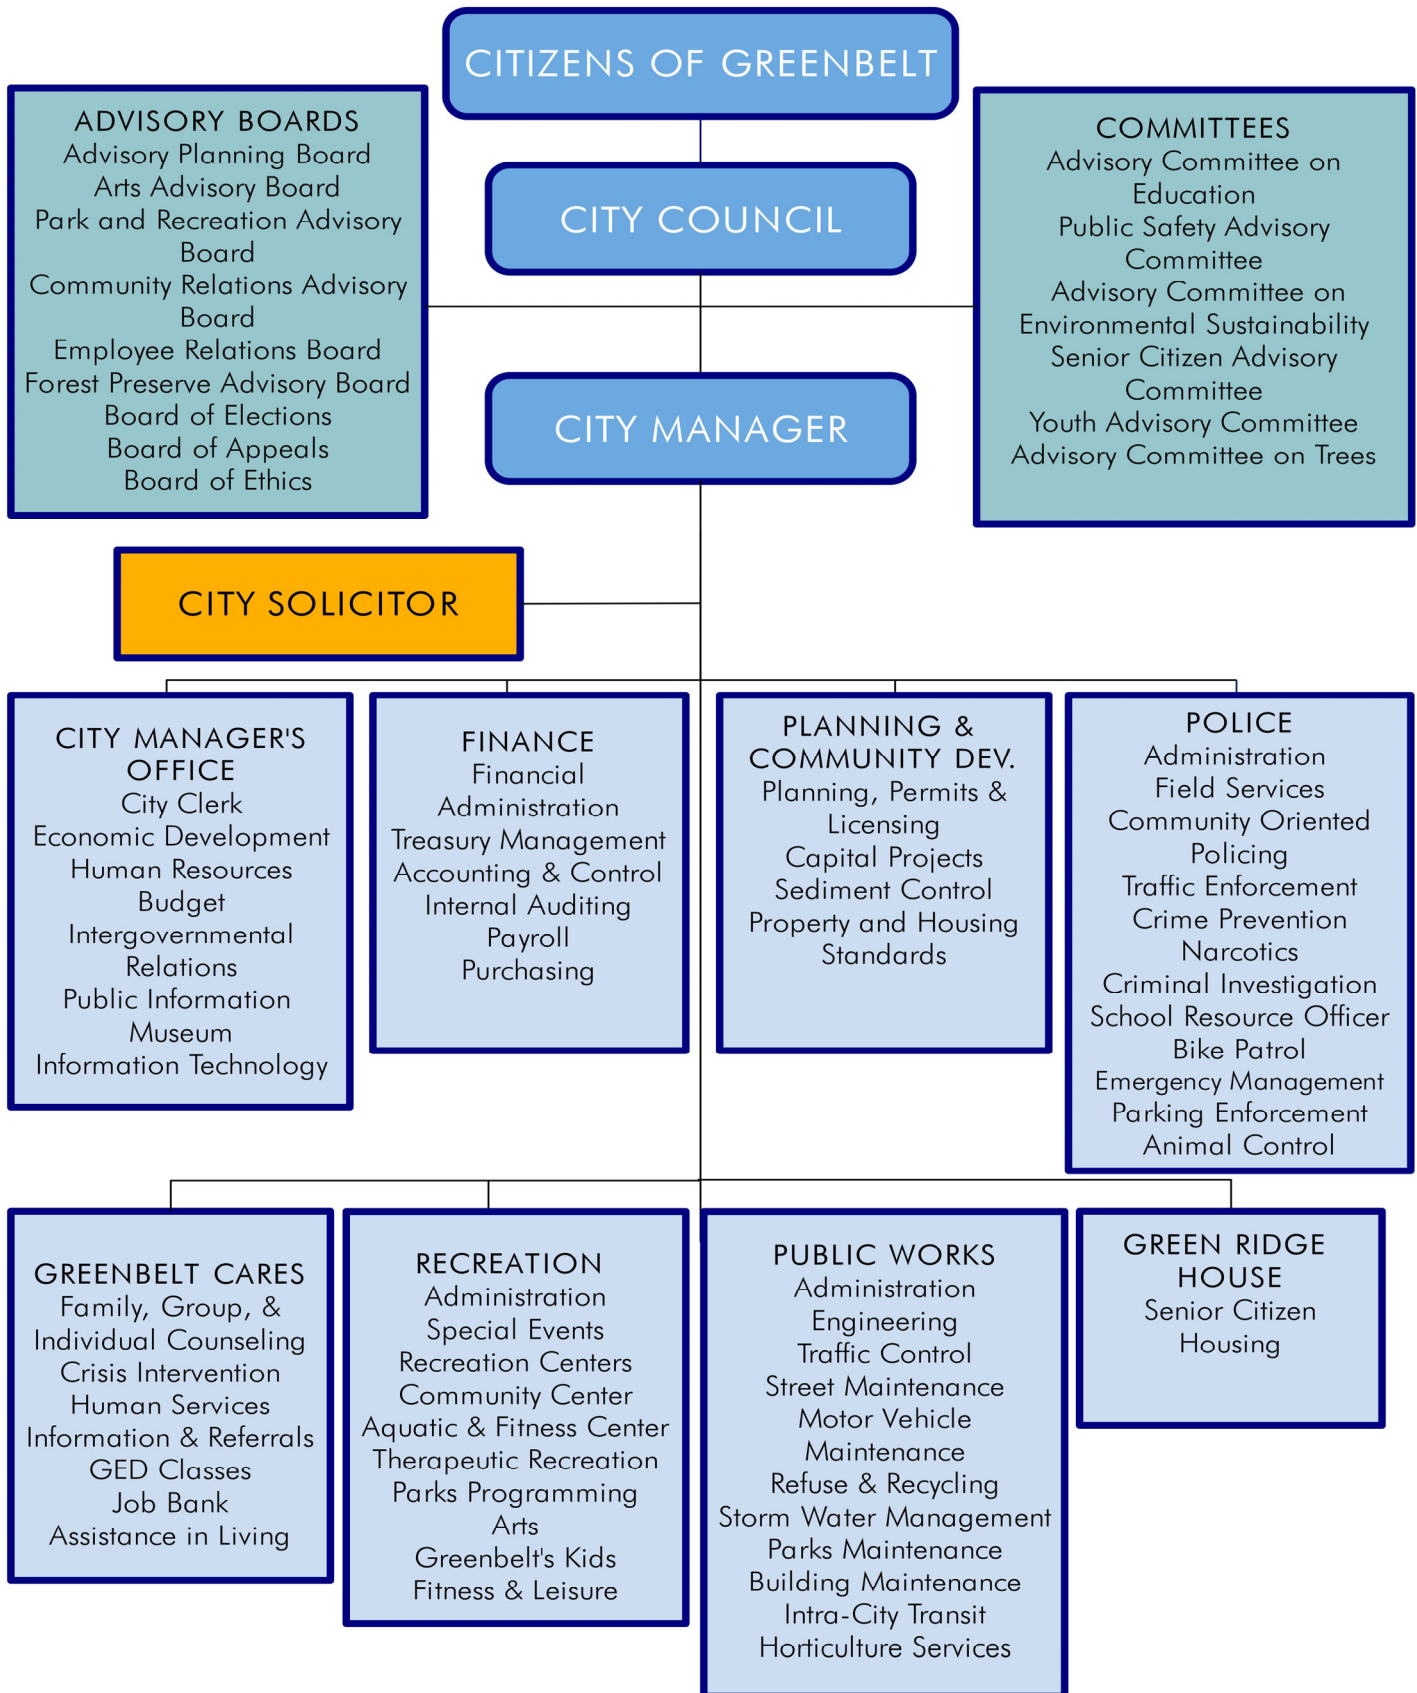 CITIZENS OF GREENBELT
ADVISORY BOARDS
Advisory Planning Board
Arts Advisory Board
Park and Recreation Advisory
Board
Community Relations Advisory
Board
Employee Relations Board
Forest Preserve Advisory Board
Board of Elections
Board of Appeals
Board of Ethics
CITY COUNCIL
COMMITTEES
Advisory Committee on
Education
Public Safety Advisory
Committee
Advisory Committee on
Environmental Sustainability
Senior Citizen Advisory
Committee
Youth Advisory Committee
Advisory Committee on Trees
CITY MANAGER
CITY SOLICITOR
CITY MANAGER'S
OFFICE
City Clerk
Economic Development
Human Resources
Budget
Intergovernmental
Relations
Public Information
Museum
Information Technology
FINANCE
Financial
Administration
Treasury Management
Accounting & Control
Internal Auditing
Payroll
Purchasing
PLANNING &
COMMUNITY DEV.
Planning, Permits &
Licensing
Capital Projects
Sediment Control
Property and Housing
Standards
POLICE
Administration
Field Services
Community Oriented
Policing
Traffic Enforcement
Crime Prevention
Narcotics
Criminal Investigation
School Resource Officer
Bike Patrol
Emergency Management
Parking Enforcement
Animal Control
GREENBELT CARES
Family, Group, &
Individual Counseling
Crisis Intervention
Human Services
Information & Referrals
GED Classes
Job Bank
Assistance in Living
RECREATION
Administration
Special Events
Recreation Centers
Community Center
Aquatic & Fitness Center
Therapeutic Recreation
Parks Programming
Arts
Greenbelt's Kids
Fitness & Leisure
PUBLIC WORKS
Administration
Engineering
Traffic Control
Street Maintenance
Motor Vehicle
Maintenance
Refuse & Recycling
Storm Water Management
Parks Maintenance
Building Maintenance
Intra-City Transit
Horticulture Services
GREEN RIDGE
HOUSE
Senior Citizen
Housing